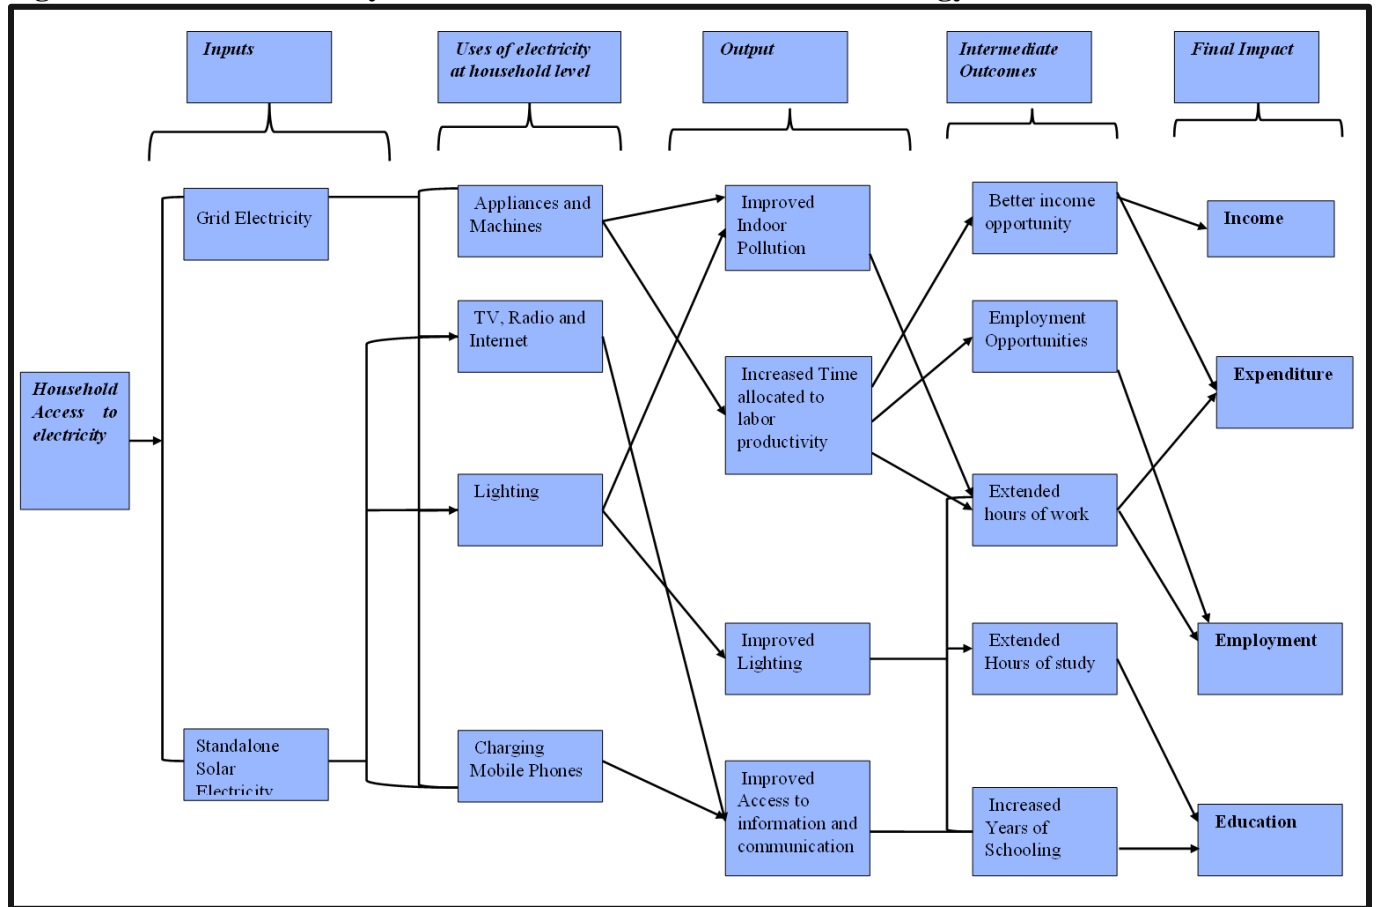 Inputs
Uses of electricity
at household level
Output
Intermediate
Outcomes
Final Impact
Household
Access to
electricity
Grid Electricity
Standalone
Solar
Electricity
Appliances and
Machines
TV, Radio and
Internet
Lighting
Charging
Mobile Phones
Improved
Indoor
Pollution
Increased Time
allocated to
labor
productivity
Improved
Lighting
Improved
Access to
information and
communication
Better income
opportunity
Employment
Opportunities
Extended
hours of work
Extended
Hours of study
Increased
Years of
Schooling
Income
Expenditure
Employment
Education